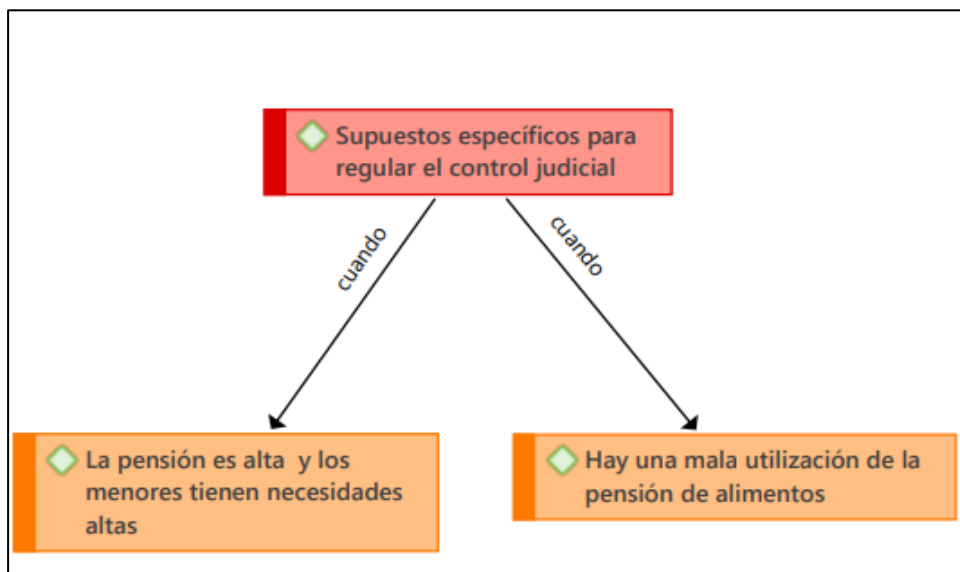 Supuestos específicos para
regular el control judicial
cuando
cuando
La pensión es alta y los
menores tienen necesidades
altas
Hay una mala utilización de la
pensión de alimentos